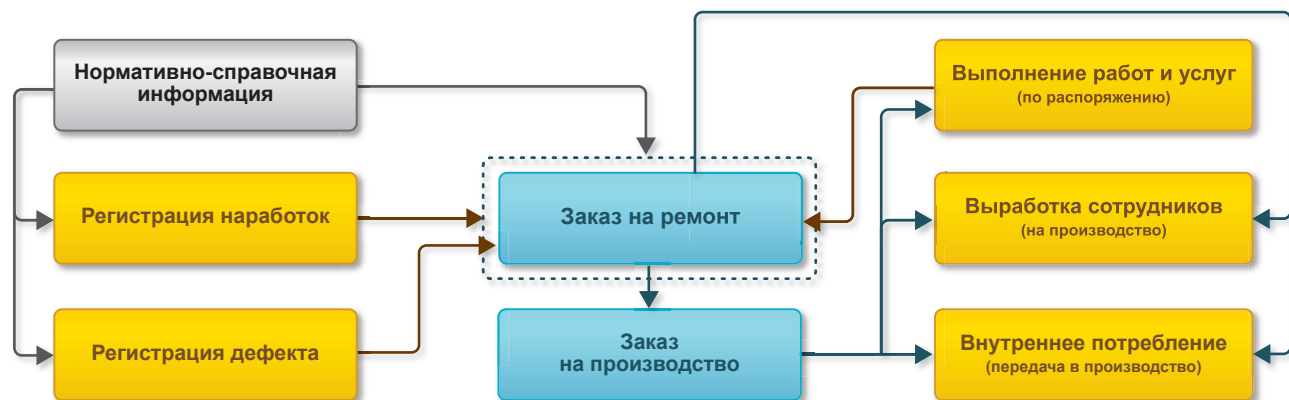 Нормативно-справочная
информация
Выполнение работ и услуг
(по распоряжению)
Регистрация наработок
Заказ на ремонт
Выработка сотрудников
(на производство)
Регистрация дефекта
Заказ
на производство
Внутреннее потребление
(передача в производство)